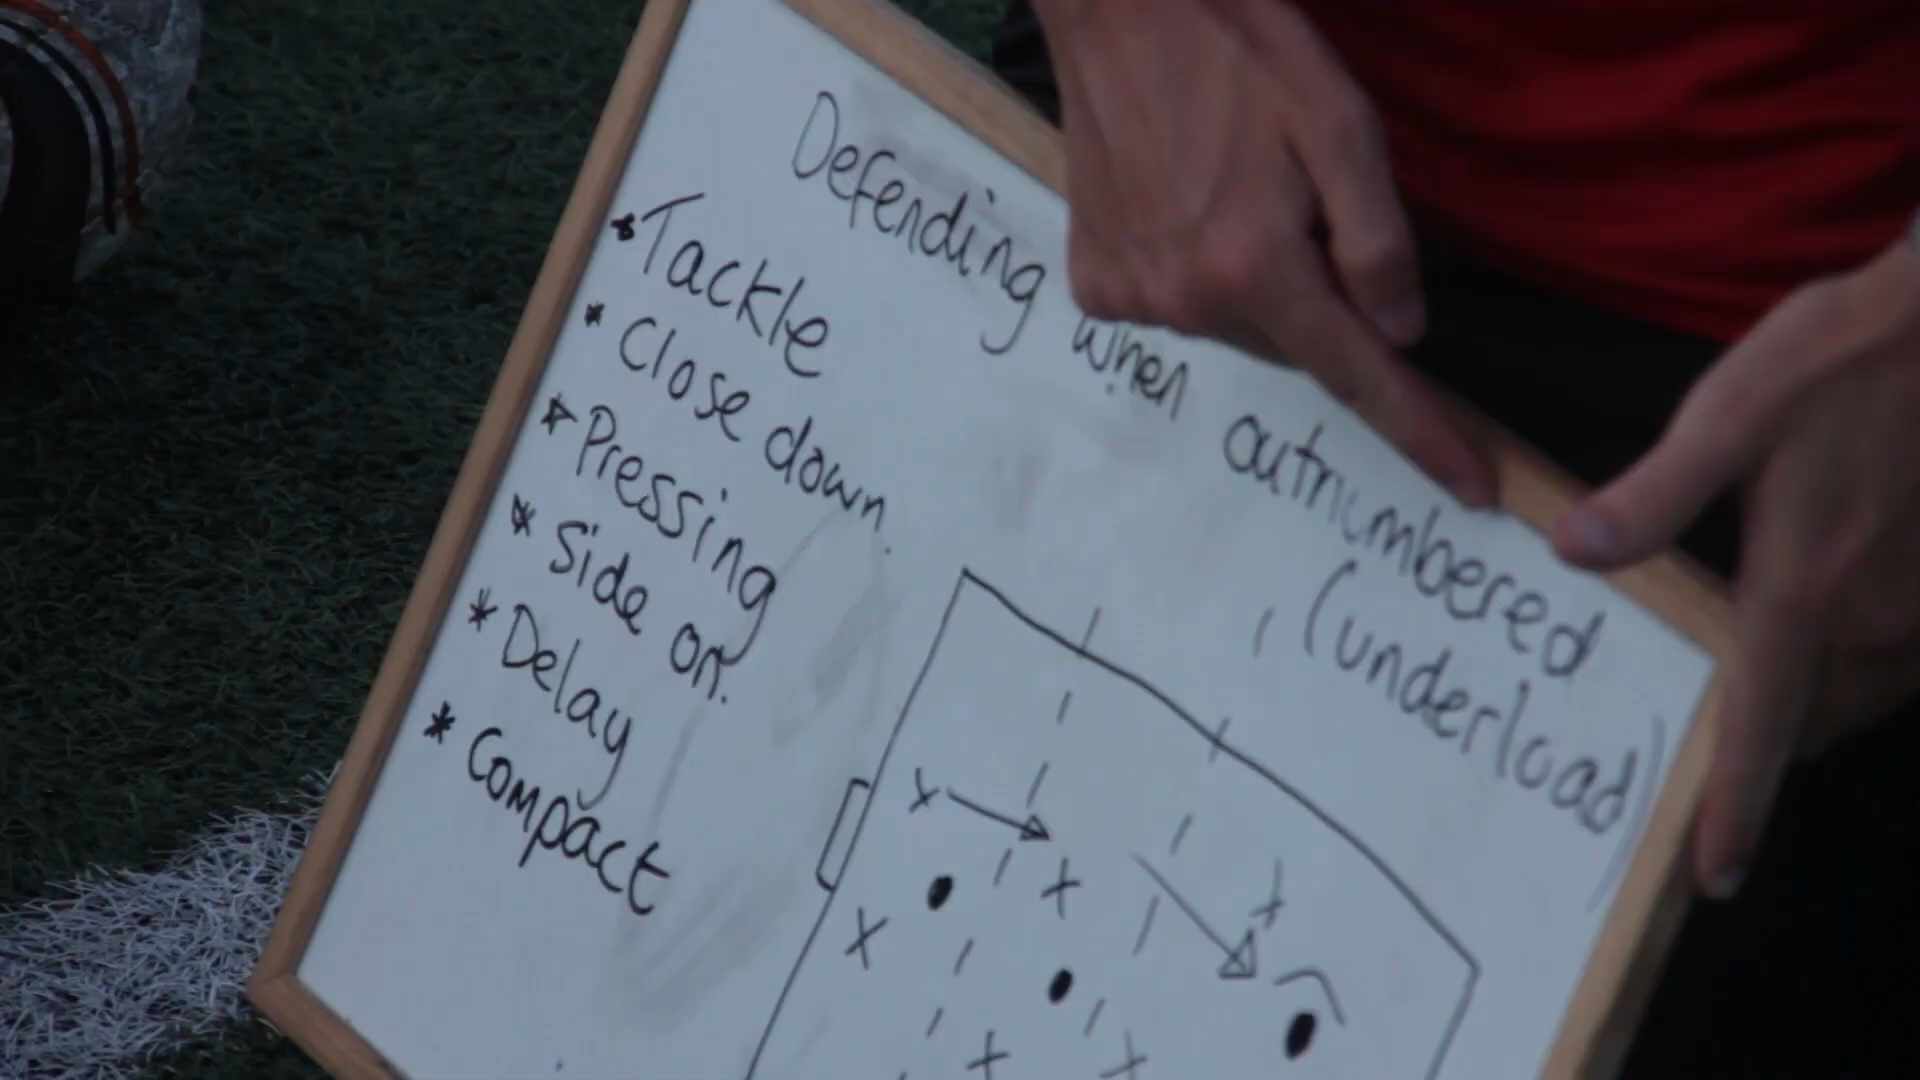 Defending when outnumbered
(underload)
* Tackle
* Close down.
* Pressing
* Side on.
* Delay
* Compact